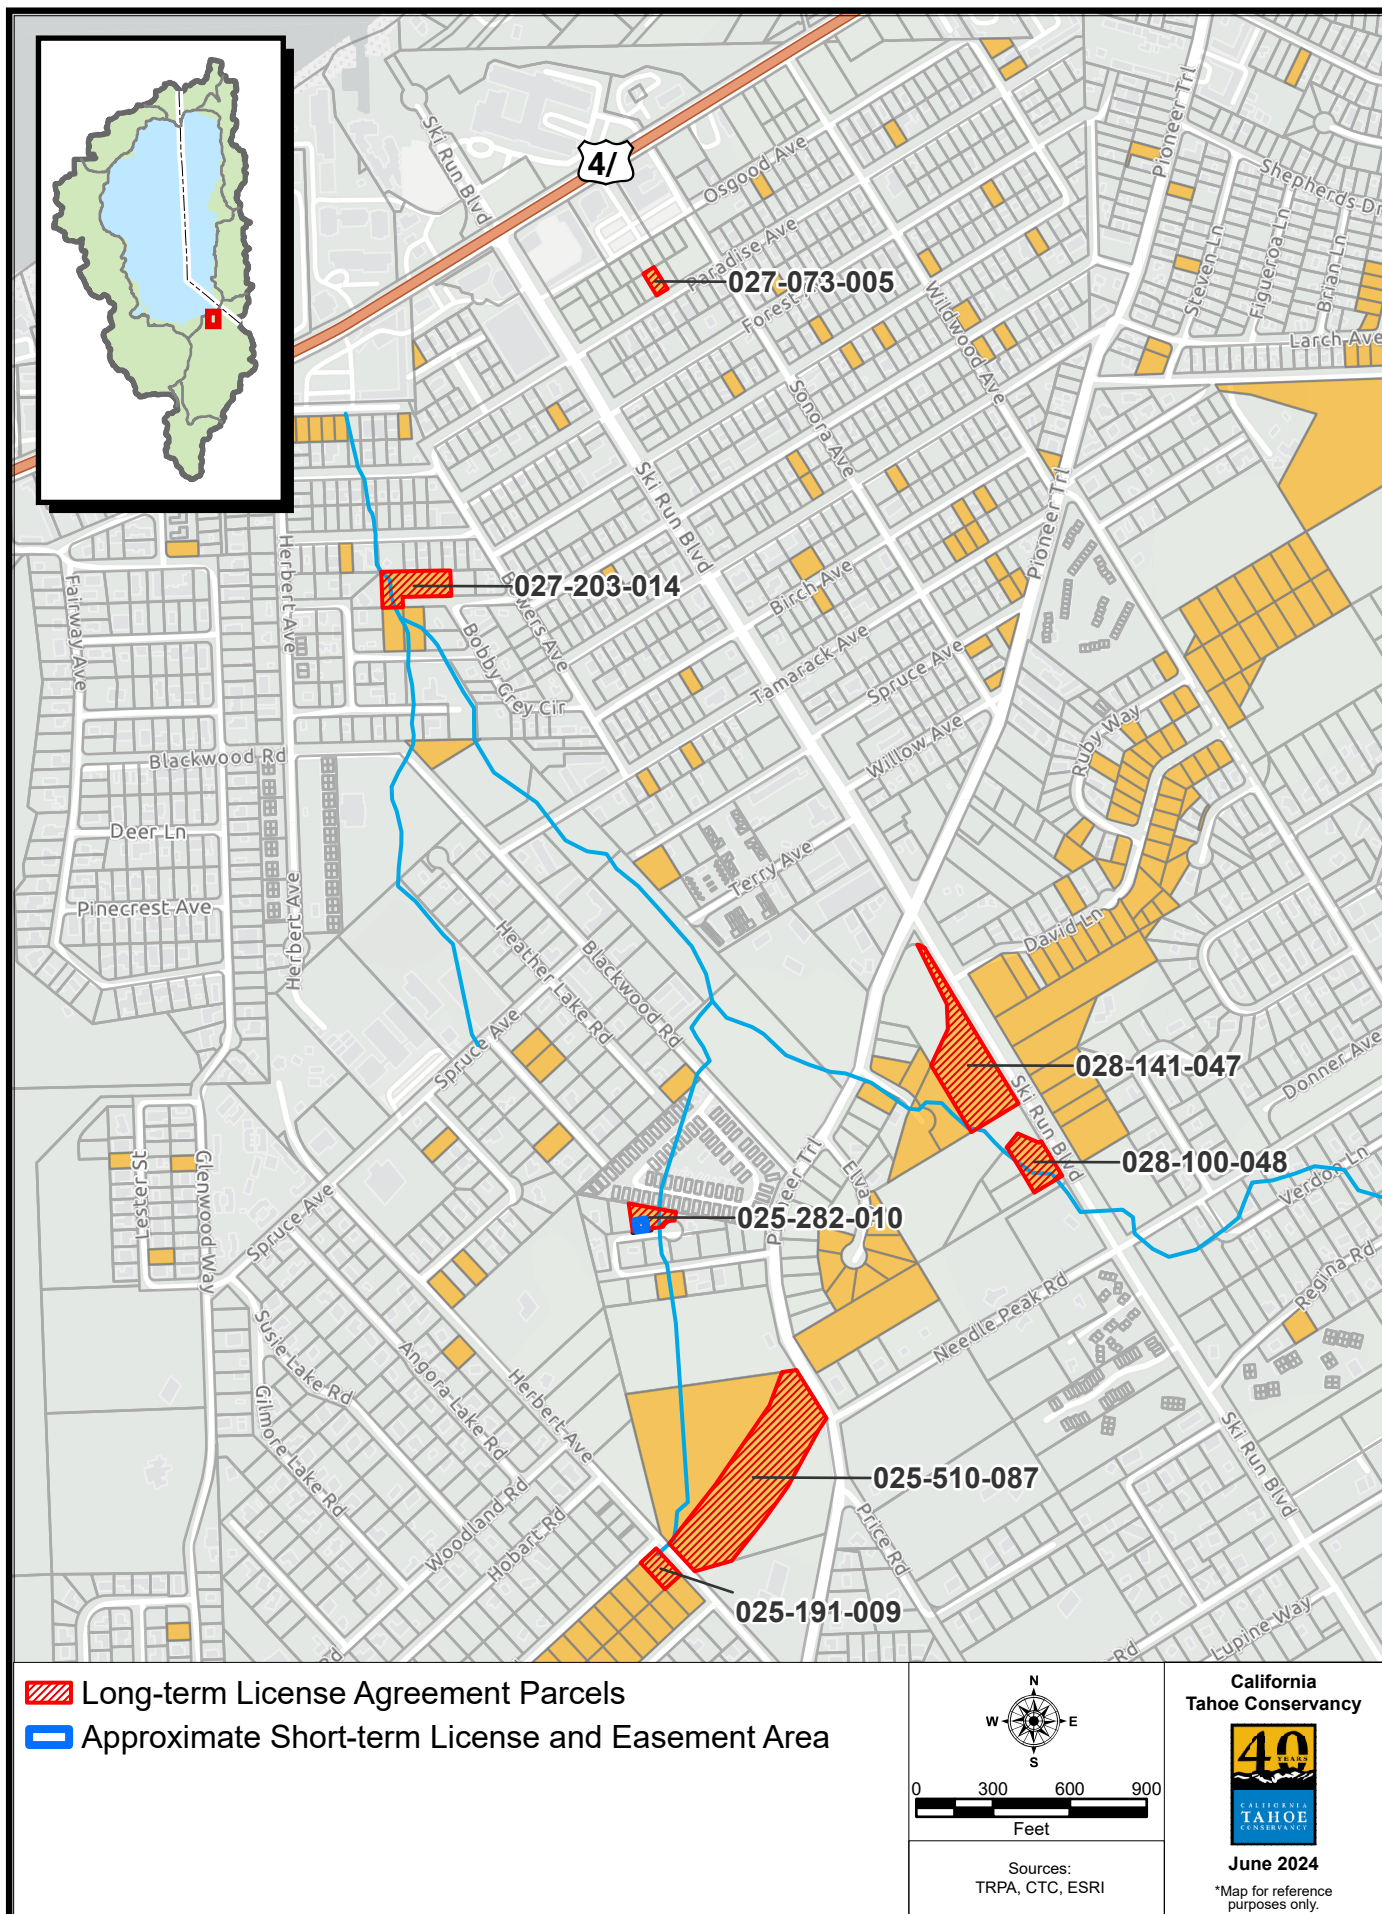 Ski Run Blvd
4/
Osgood Ave
Pioneer Trl
Shepherds Dr
Paradise Ave
027-073-005
Forest
Wildwood Ave
Steven Ln
Figueroa Ln
Brian Ln
Larch Ave
Sonora Ave
Ski Run Blvd
Pioneer Trl
Herbert Ave
Fairway Ave
027-203-014
Bowers Ave
Birch Ave
Bobby Grey Cir
Tamarack Ave
Spruce Ave
Willow Ave
Ruby Way
Blackwood Rd
Deer Ln
Terry Ave
Pinecrest Ave
Herbert Ave
Heather Lake Rd
Blackwood Rd
David Ln
Spruce Ave
028-141-047
Donner Ave
Ski Run Blvd
Pioneer Trl
Elva
028-100-048
Verdon Ln
Lester St
Glenwood Way
Spruce Ave
025-282-010
Needle Peak Rd
Regina Rd
Susie Lake Rd
Angora Lake Rd
Herbert Ave
Gilmore Lake Rd
Ski Run Blvd
025-510-087
Woodland Rd
Hobart Rd
Price Rd
025-191-009
Lupine Way
Rd
Rd
Long-term License Agreement Parcels
Approximate Short-term License and Easement Area
N
W E
S
0 300 600 900
Feet
Sources:
TRPA, CTC, ESRI
California
Tahoe Conservancy
40
YEARS
CALIFORNIA
TAHOE
CONSERVANCY
June 2024
*Map for reference
purposes only.